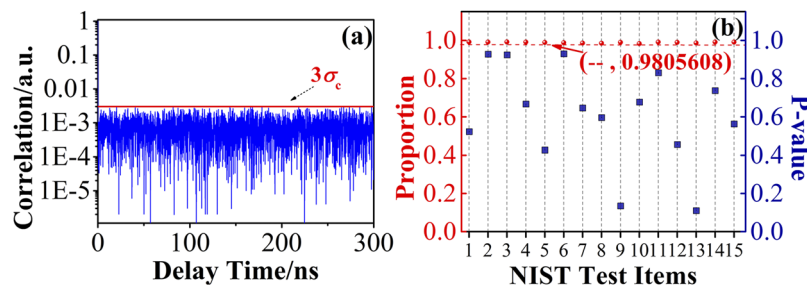 (a)
1
0.1
0.01
1E-3
1E-4
1E-5
Correlation/a.u.
3σc
0
100
200
300
Delay Time/ns
(b)
1.0
0.8
0.6
0.4
0.2
0.0
Proportion
(-- , 0.9805608)
1.0
0.8
0.6
0.4
0.2
0.0
P-value
1 2 3 4 5 6 7 8 9 10 11 12 13 14 15
NIST Test Items